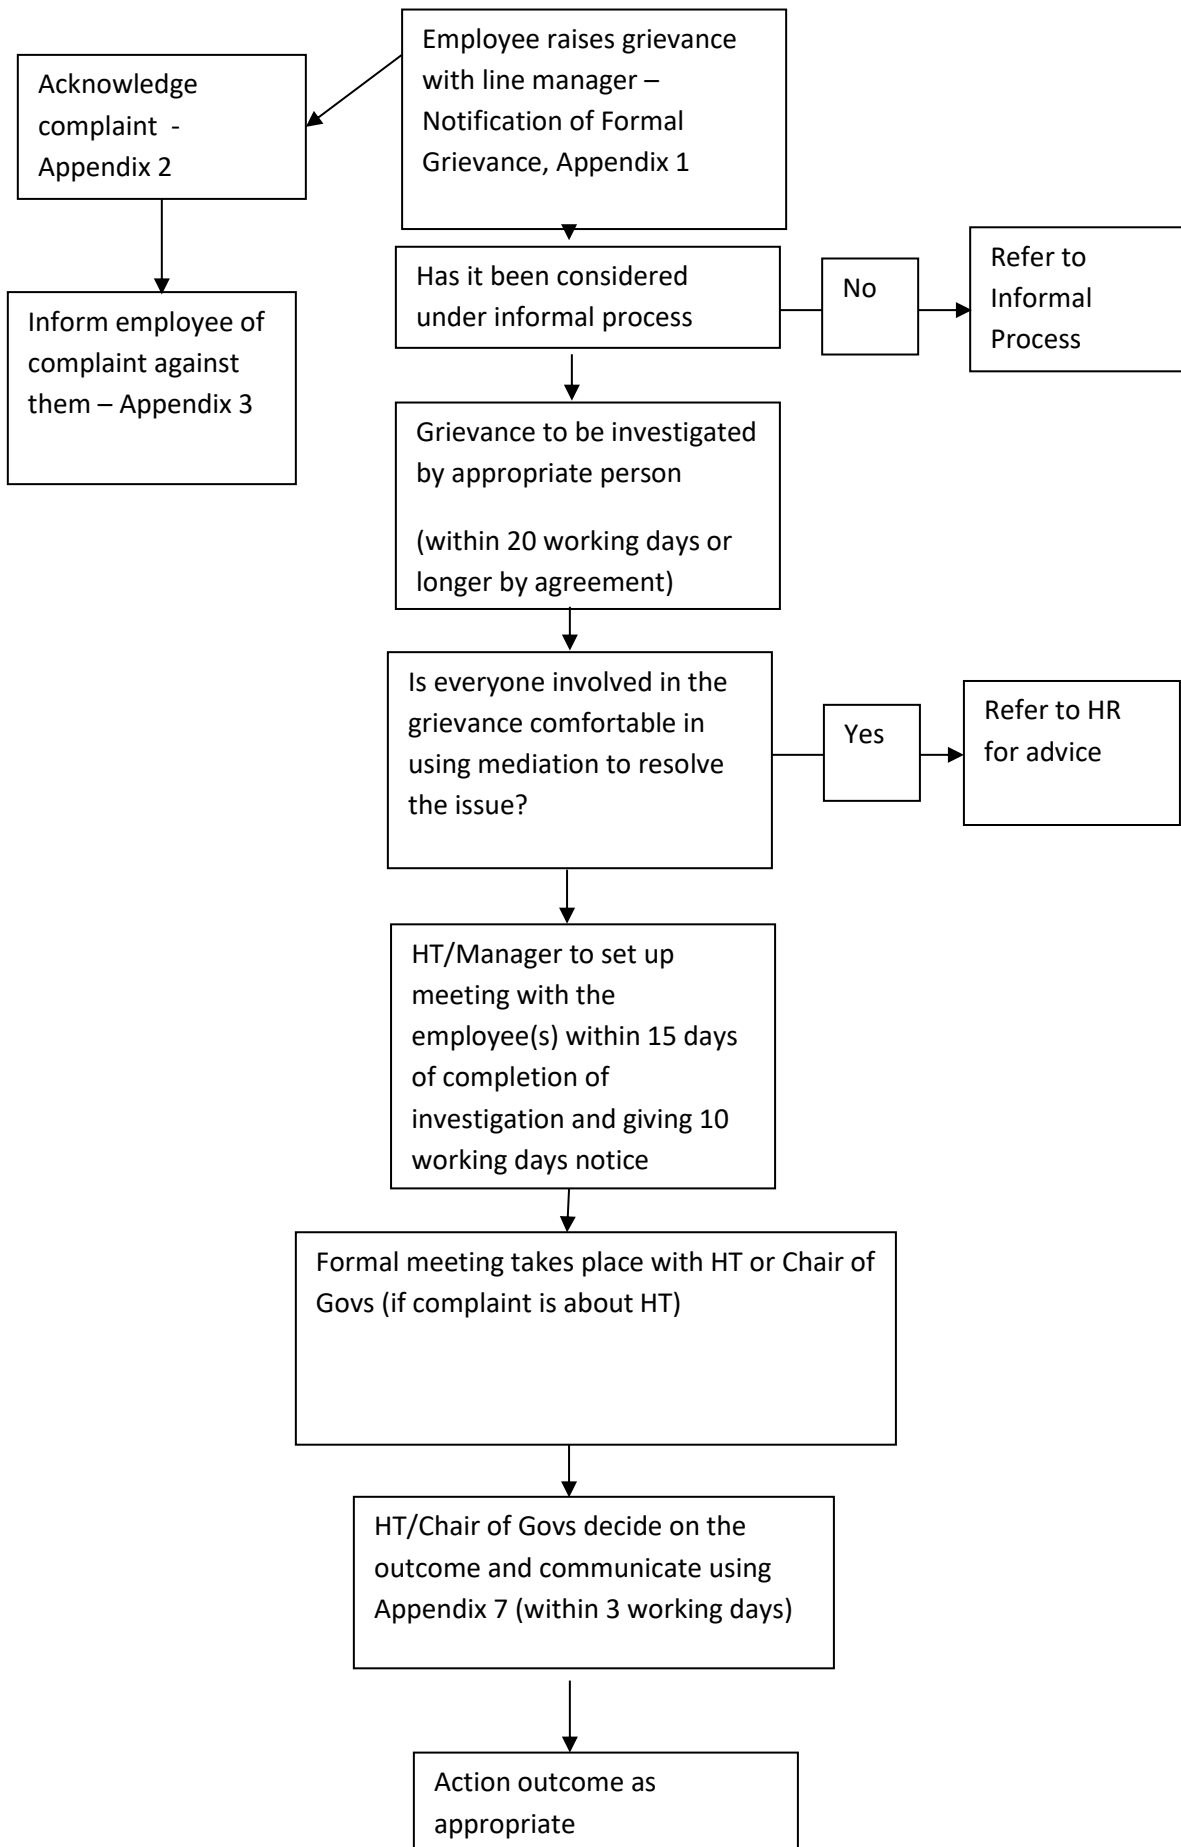 Employee raises grievance
with line manager –
Notification of Formal
Grievance, Appendix 1
Acknowledge
complaint  -
Appendix 2
Inform employee of
complaint against
them – Appendix 3
Has it been considered
under informal process
No
Refer to
Informal
Process
Grievance to be investigated
by appropriate person
(within 20 working days or
longer by agreement)
Is everyone involved in the
grievance comfortable in
using mediation to resolve
the issue?
Yes
Refer to HR
for advice
HT/Manager to set up
meeting with the
employee(s) within 15 days
of completion of
investigation and giving 10
working days notice
Formal meeting takes place with HT or Chair of
Govs (if complaint is about HT)
HT/Chair of Govs decide on the
outcome and communicate using
Appendix 7 (within 3 working days)
Action outcome as
appropriate